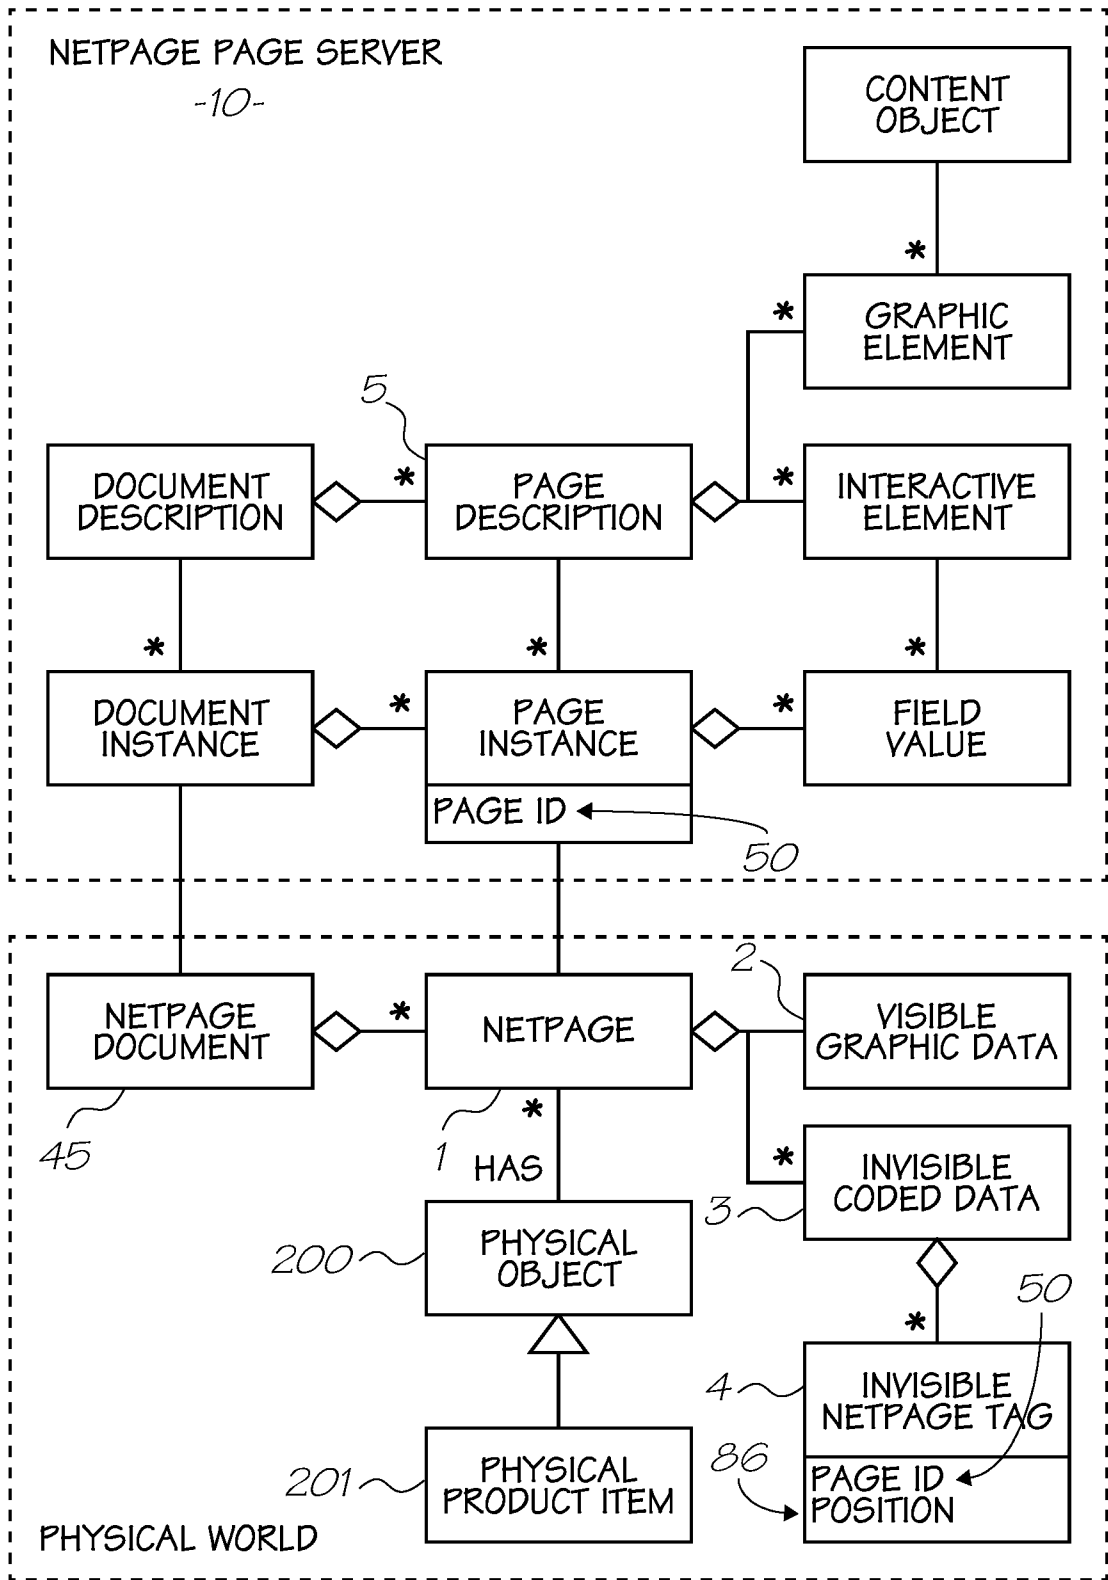 NETPAGE PAGE SERVER
-10-
CONTENT
OBJECT
*
GRAPHIC
ELEMENT
*
5
DOCUMENT
DESCRIPTION
*
PAGE
DESCRIPTION
*
INTERACTIVE
ELEMENT
*
*
*
DOCUMENT
INSTANCE
*
PAGE
INSTANCE
*
FIELD
VALUE
PAGE ID
50
NETPAGE
DOCUMENT
*
NETPAGE
2
VISIBLE
GRAPHIC DATA
45
1
*
HAS
*
INVISIBLE
CODED DATA
3
200
PHYSICAL
OBJECT
*
50
4
INVISIBLE
NETPAGE TAG
201
PHYSICAL
PRODUCT ITEM
86
PAGE ID
POSITION
PHYSICAL WORLD